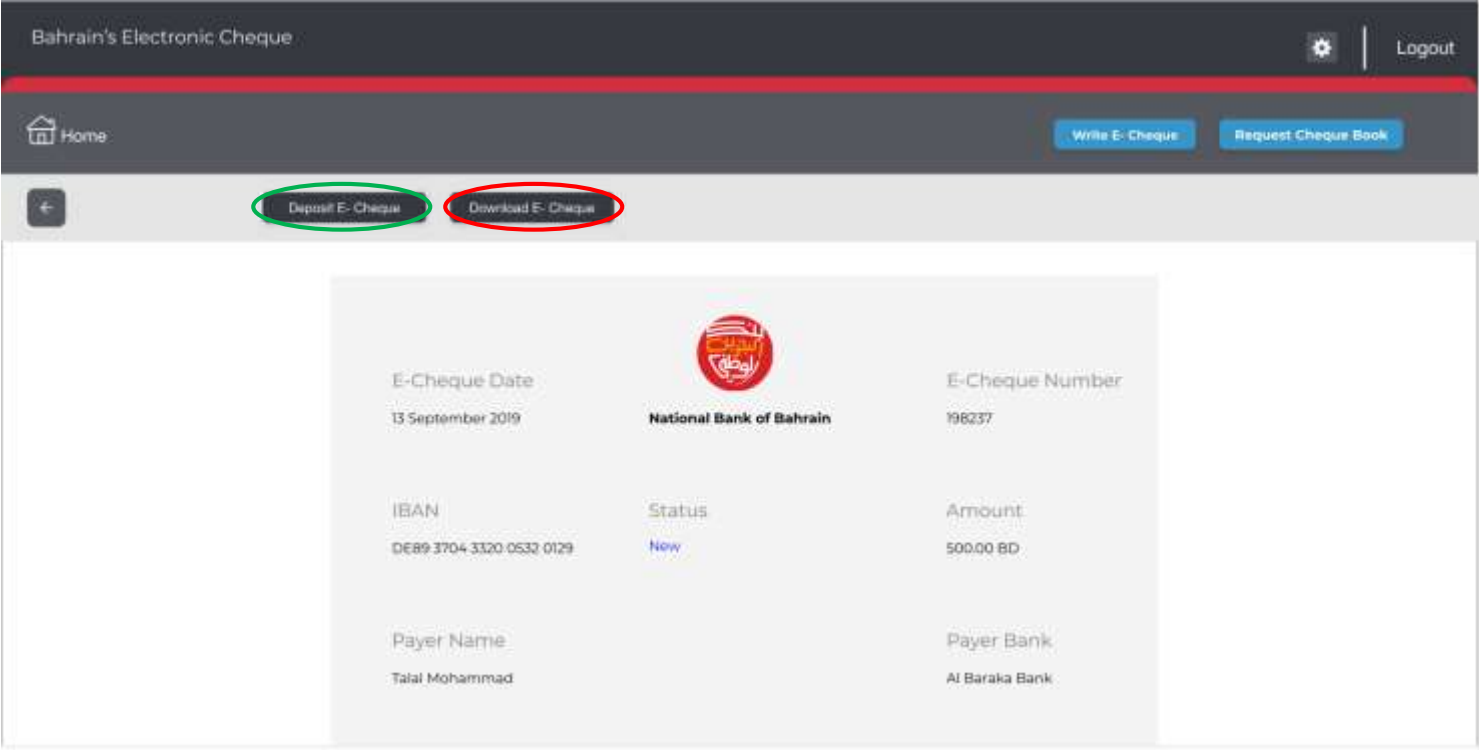 Bahrain's Electronic Cheque
Logout
Home
Write E- Cheque
Request Cheque Book
Deposit E- Cheque
Download E- Cheque
E-Cheque Date
E-Cheque Number
13 September 2019
National Bank of Bahrain
198237
IBAN
Status
Amount
DE89 3704 3320 0532 0129
New
500.00 BD
Payer Name
Payer Bank
Talal Mohammad
Al Baraka Bank